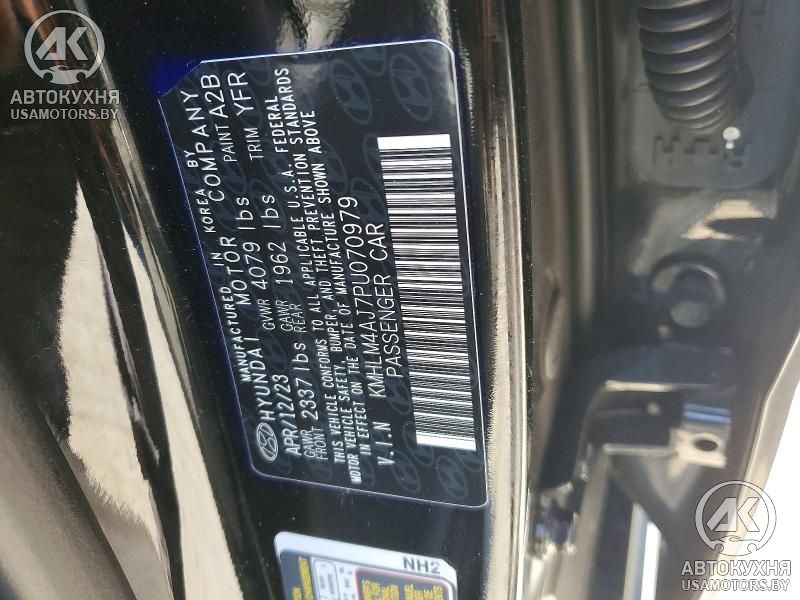 АК
АВТОКУХНЯ
USAMOTORS.BY
MANUFACTURED IN KOREA BY
HYUNDAI MOTOR COMPANY
APR/12/23 GVWR 4079 lbs PAINT A2B
GAWR FRONT 2337 lbs GAWR REAR 1962 lbs TRIM YFR
THIS VEHICLE CONFORMS TO ALL APPLICABLE U.S.A. FEDERAL
MOTOR VEHICLE SAFETY, BUMPER, AND THEFT PREVENTION STANDARDS
IN EFFECT ON THE DATE OF MANUFACTURE SHOWN ABOVE
V.I.N KMHLM4AJ7PU070979
PASSENGER CAR
NH2
АК
АВТОКУХНЯ
USAMOTORS.BY